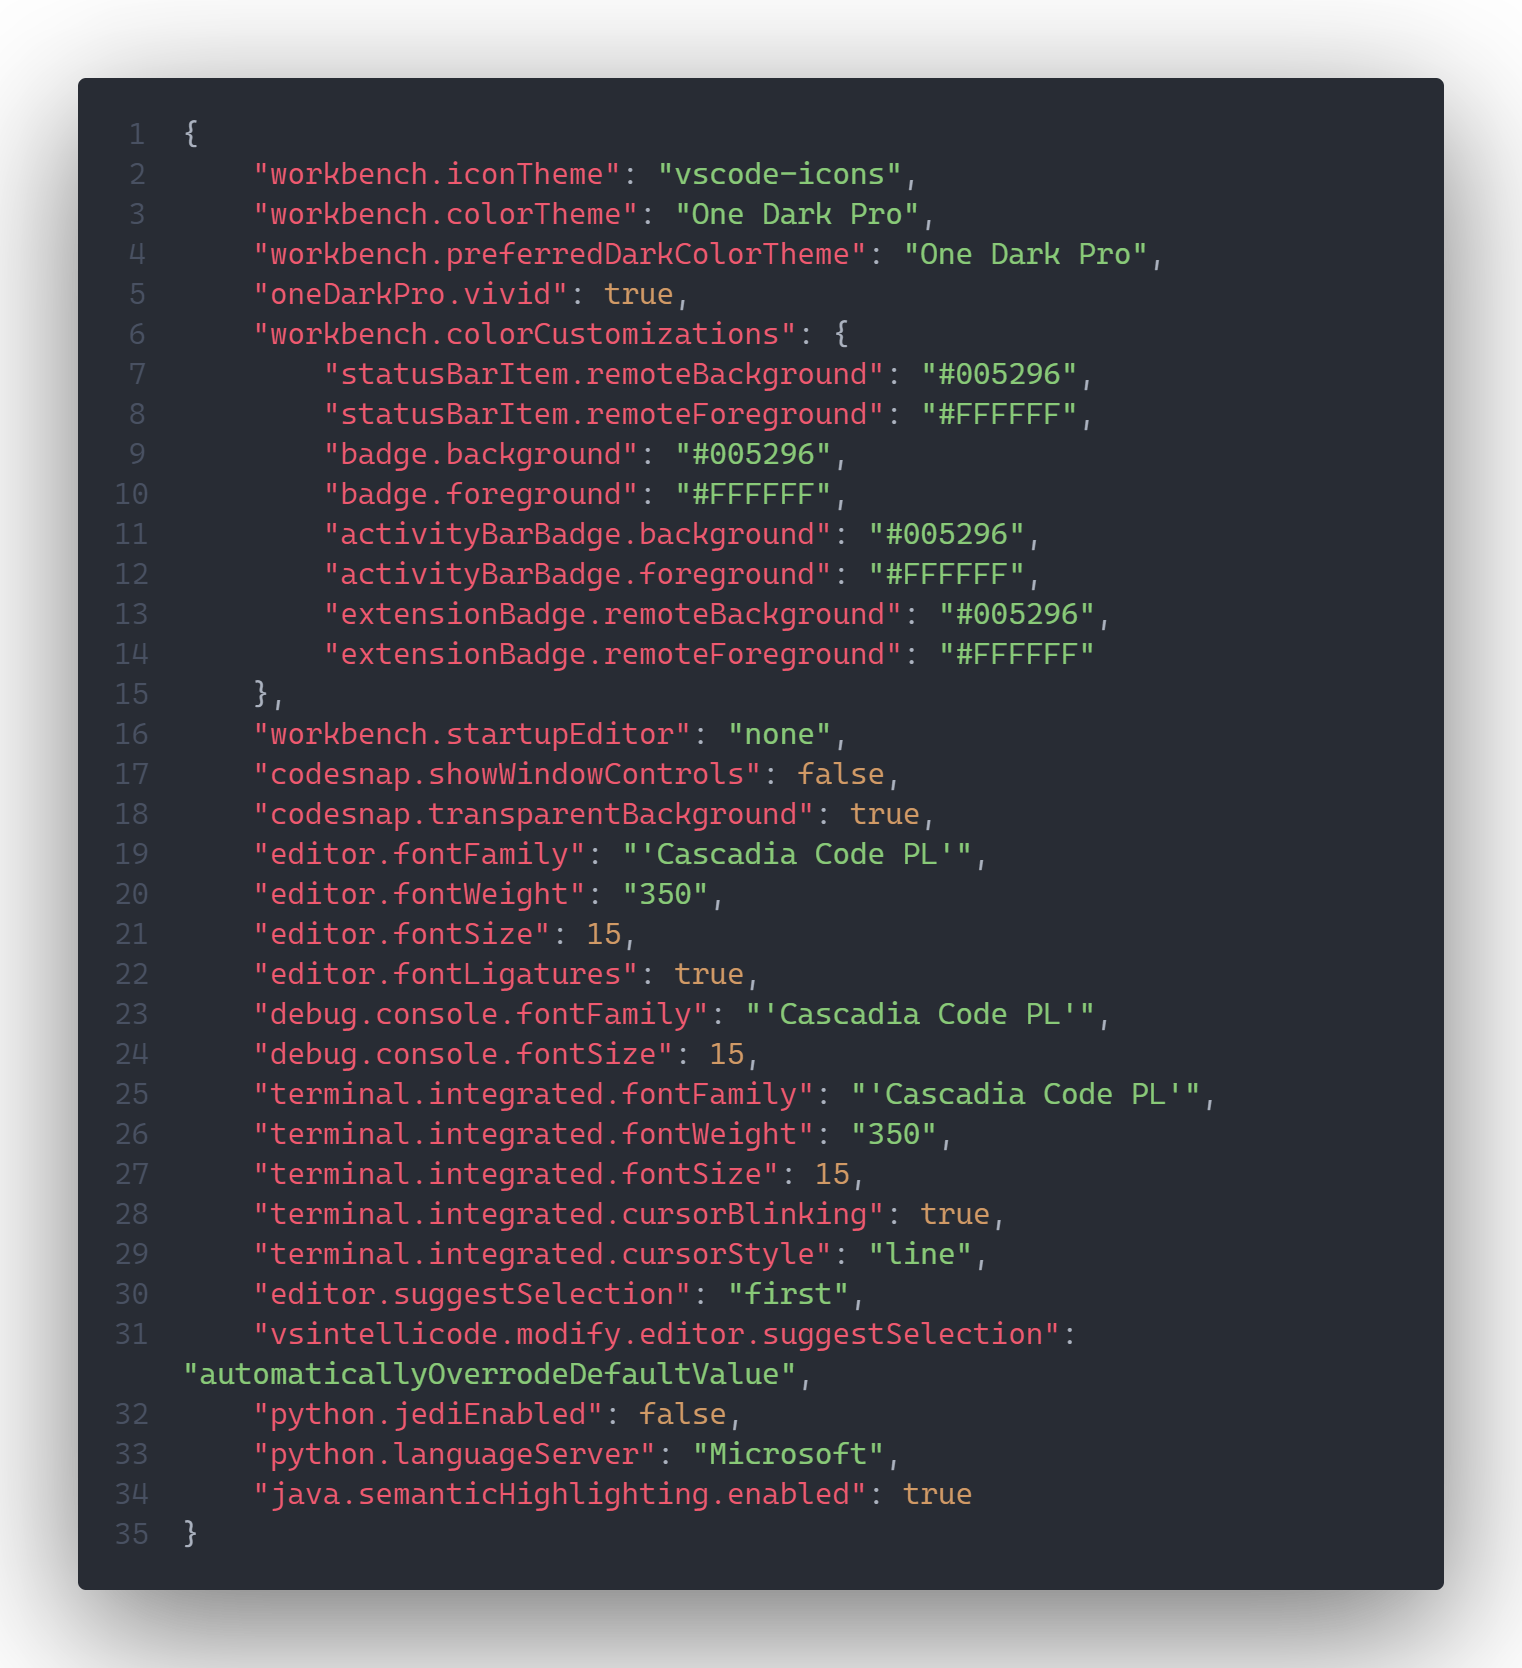 1 {
2     "workbench.iconTheme": "vscode-icons",
3     "workbench.colorTheme": "One Dark Pro",
4     "workbench.preferredDarkColorTheme": "One Dark Pro",
5     "oneDarkPro.vivid": true,
6     "workbench.colorCustomizations": {
7         "statusBarItem.remoteBackground": "#005296",
8         "statusBarItem.remoteForeground": "#FFFFFF",
9         "badge.background": "#005296",
10         "badge.foreground": "#FFFFFF",
11         "activityBarBadge.background": "#005296",
12         "activityBarBadge.foreground": "#FFFFFF",
13         "extensionBadge.remoteBackground": "#005296",
14         "extensionBadge.remoteForeground": "#FFFFFF"
15     },
16     "workbench.startupEditor": "none",
17     "codesnap.showWindowControls": false,
18     "codesnap.transparentBackground": true,
19     "editor.fontFamily": "'Cascadia Code PL'",
20     "editor.fontWeight": "350",
21     "editor.fontSize": 15,
22     "editor.fontLigatures": true,
23     "debug.console.fontFamily": "'Cascadia Code PL'",
24     "debug.console.fontSize": 15,
25     "terminal.integrated.fontFamily": "'Cascadia Code PL'",
26     "terminal.integrated.fontWeight": "350",
27     "terminal.integrated.fontSize": 15,
28     "terminal.integrated.cursorBlinking": true,
29     "terminal.integrated.cursorStyle": "line",
30     "editor.suggestSelection": "first",
31     "vsintellicode.modify.editor.suggestSelection":
"automaticallyOverrodeDefaultValue",
32     "python.jediEnabled": false,
33     "python.languageServer": "Microsoft",
34     "java.semanticHighlighting.enabled": true
35 }